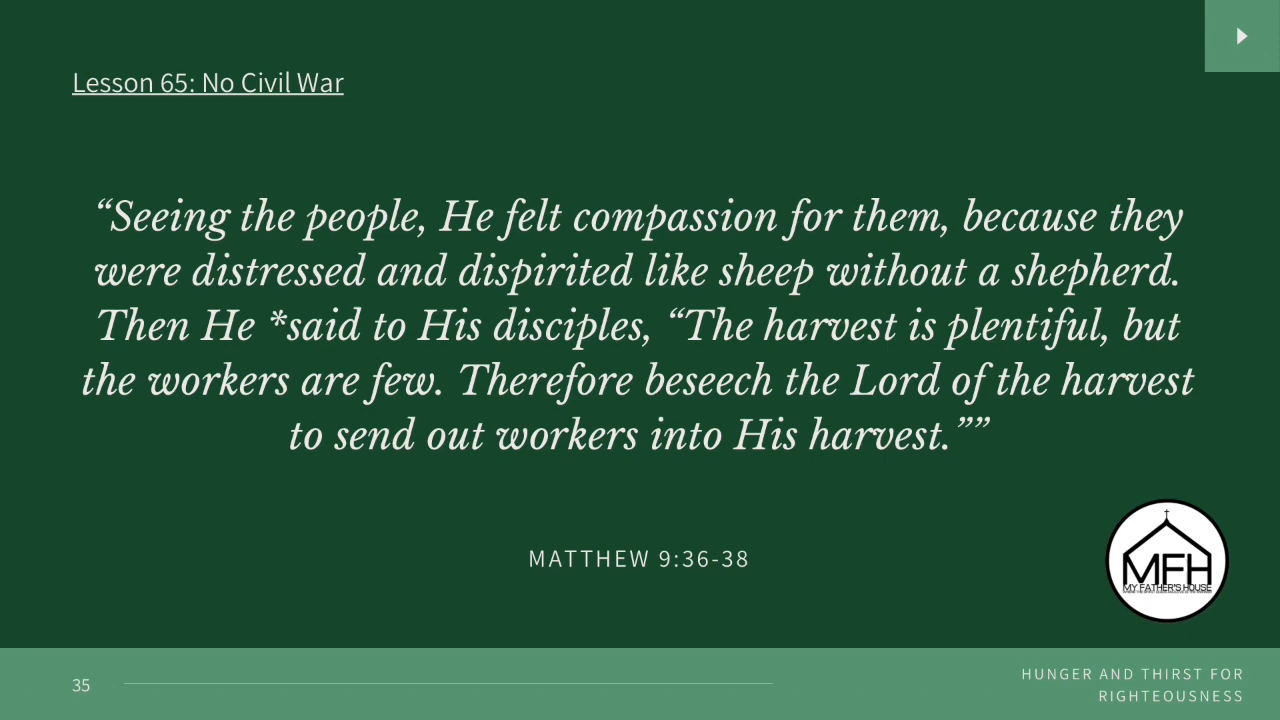 Lesson 65: No Civil War
“Seeing the people, He felt compassion for them, because they
were distressed and dispirited like sheep without a shepherd.
Then He *said to His disciples, “The harvest is plentiful, but
the workers are few. Therefore beseech the Lord of the harvest
to send out workers into His harvest.””
MATTHEW 9:36-38
MFH
MY FATHER'S HOUSE
35
HUNGER AND THIRST FOR
RIGHTEOUSNESS